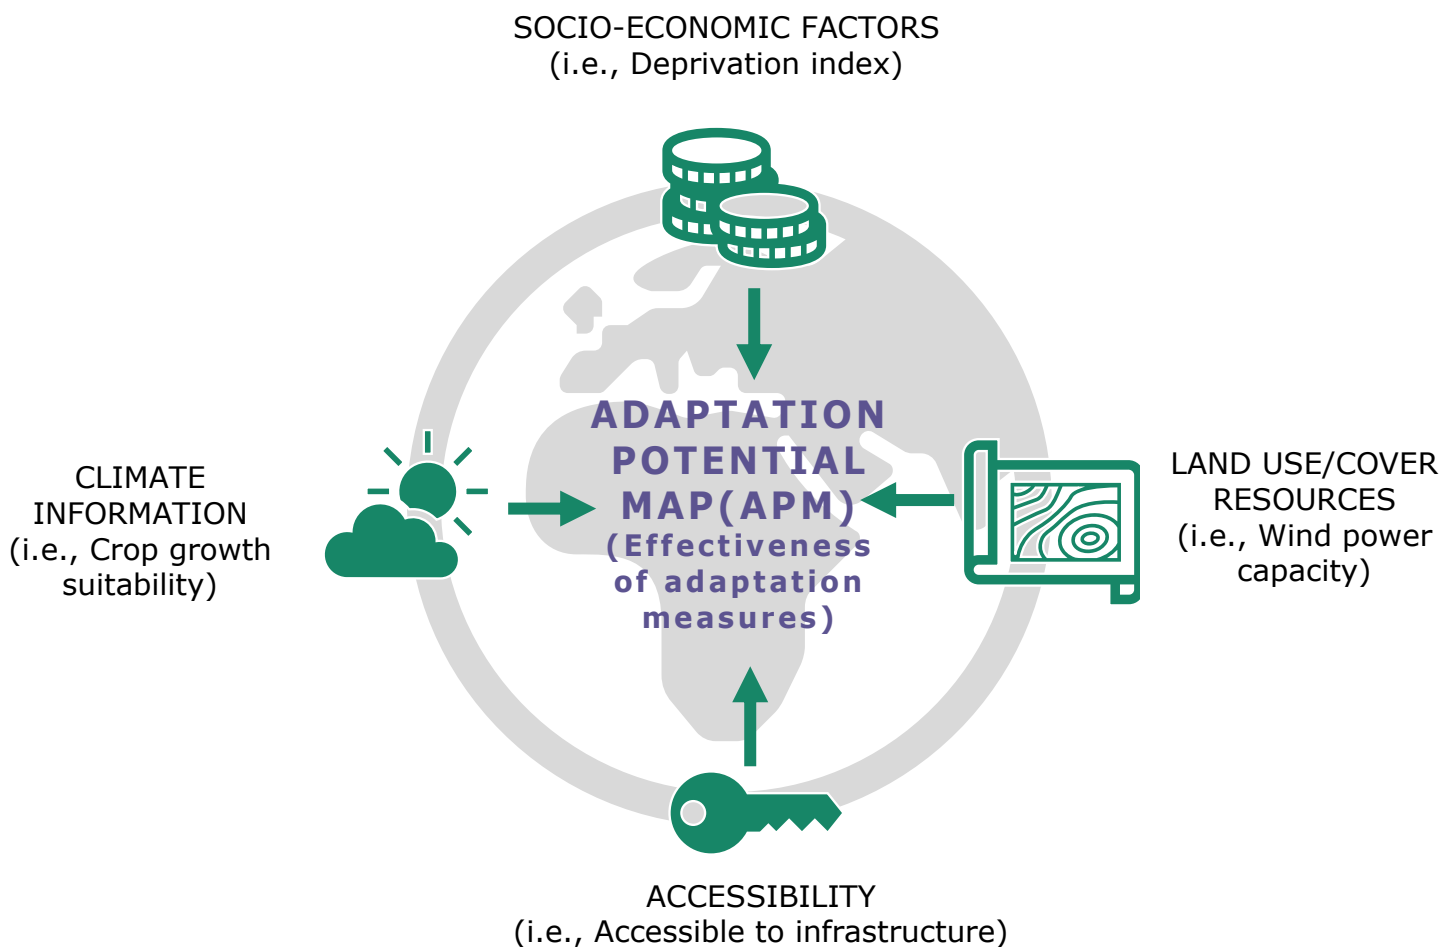 SOCIO-ECONOMIC FACTORS
(i.e., Deprivation index)
ADAPTATION
POTENTIAL
MAP(APM)
(Effectiveness
of adaptation
measures)
CLIMATE
INFORMATION
(i.e., Crop growth
suitability)
LAND USE/COVER
RESOURCES
(i.e., Wind power
capacity)
ACCESSIBILITY
(i.e., Accessible to infrastructure)